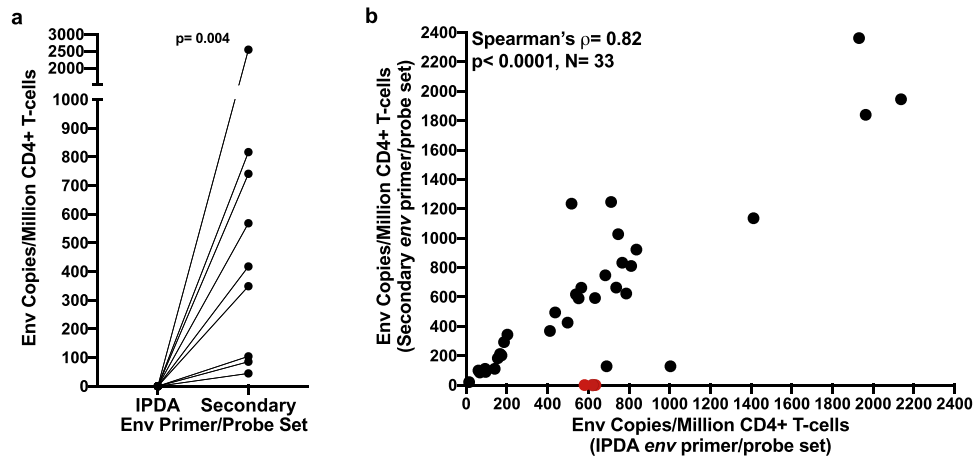 a
p= 0.004
Env Copies/Million CD4+ T-cells
3000
2500
2000
1000
900
800
700
600
500
400
300
200
100
0
IPDA Secondary
Env Primer/Probe Set
b
Spearman's ρ= 0.82
p< 0.0001, N= 33
Env Copies/Million CD4+ T-cells
(Secondary env primer/probe set)
2400
2200
2000
1800
1600
1400
1200
1000
800
600
400
200
0
0 200 400 600 800 1000 1200 1400 1600 1800 2000 2200 2400
Env Copies/Million CD4+ T-cells
(IPDA env primer/probe set)